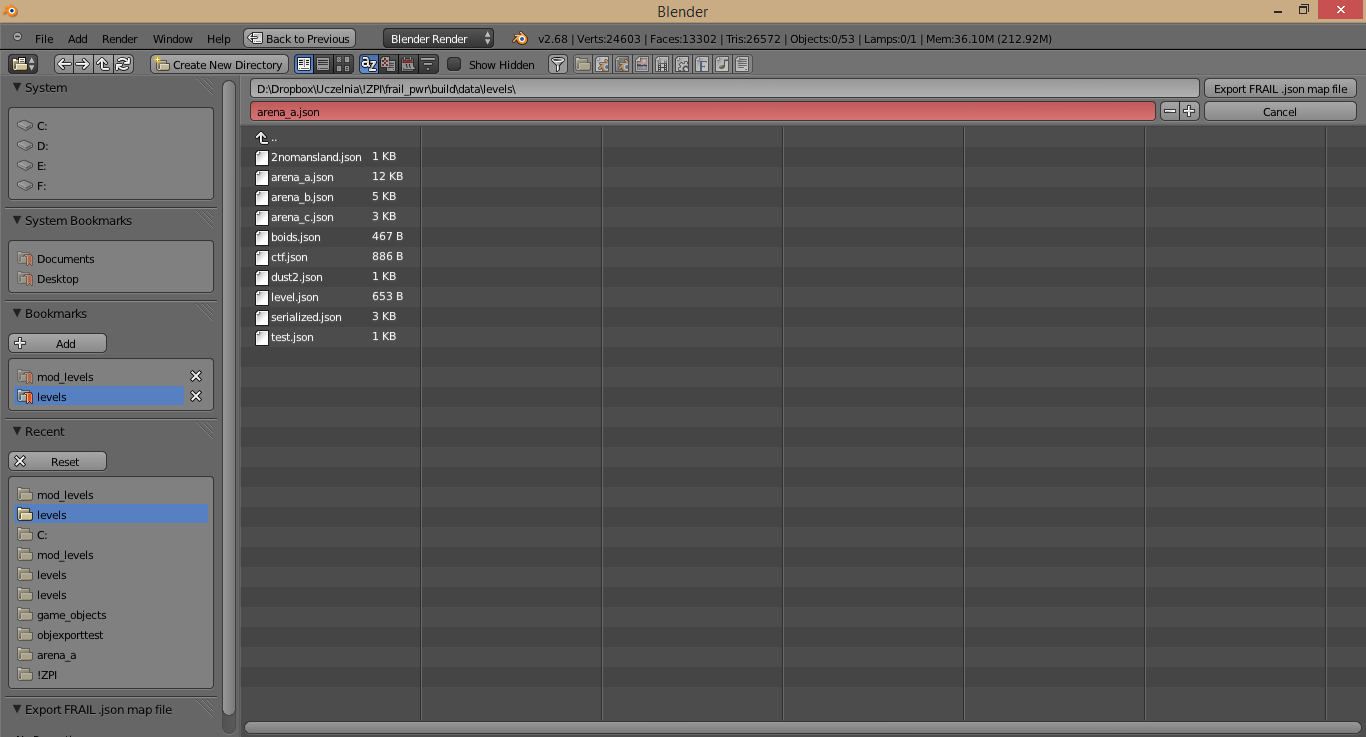 Blender
File Add Render Window Help Back to Previous Blender Render v2.68 | Verts:24603 | Faces:13302 | Tris:26572 | Objects:0/53 | Lamps:0/1 | Mem:36.10M (212.92M)
Create New Directory Show Hidden
System
C:
D:
E:
F:
System Bookmarks
Documents
Desktop
Bookmarks
Add
mod_levels
levels
Recent
Reset
mod_levels
levels
C:
mod_levels
levels
levels
game_objects
objexporttest
arena_a
!ZPI
Export FRAIL .json map file
D:\Dropbox\Uczelnia\!ZPI\frail_pwr\build\data\levels\ Export FRAIL .json map file
arena_a.json Cancel
..
2nomansland.json 1 KB
arena_a.json 12 KB
arena_b.json 5 KB
arena_c.json 3 KB
boids.json 467 B
ctf.json 886 B
dust2.json 1 KB
level.json 653 B
serialized.json 3 KB
test.json 1 KB